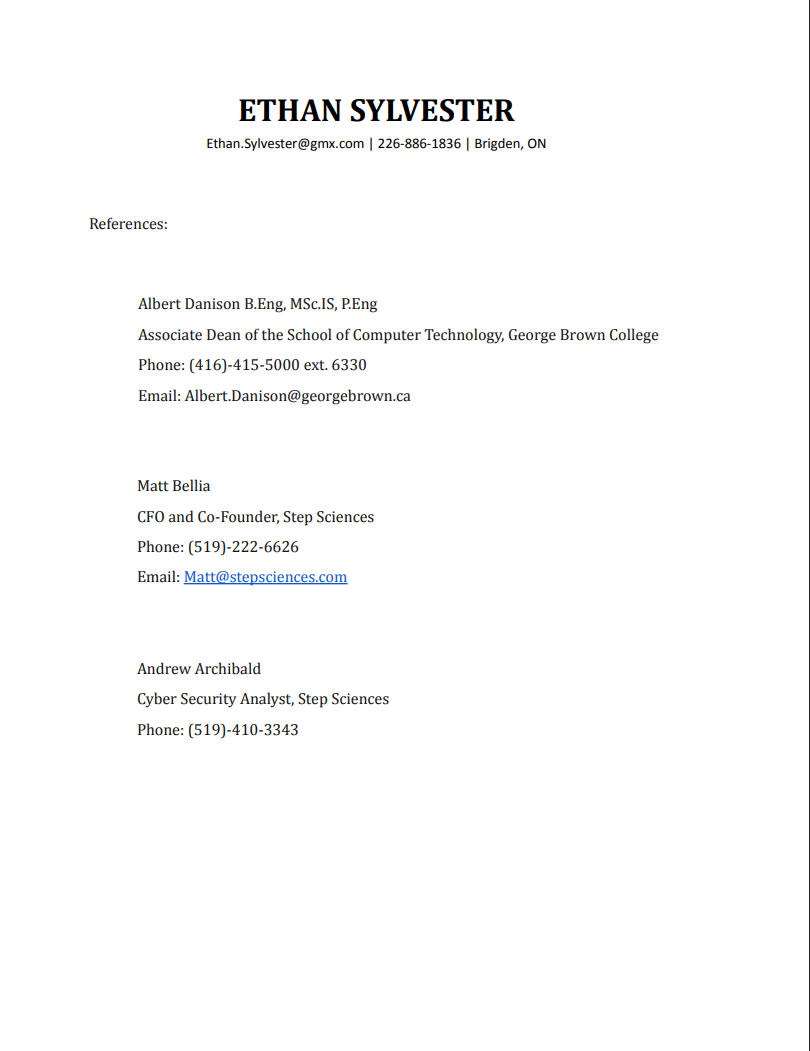 ETHAN SYLVESTER
Ethan.Sylvester@gmx.com | 226-886-1836 | Brigden, ON
References:
Albert Danison B.Eng, MSc.IS, P.Eng
Associate Dean of the School of Computer Technology, George Brown College
Phone: (416)-415-5000 ext. 6330
Email: Albert.Danison@georgebrown.ca
Matt Bellia
CFO and Co-Founder, Step Sciences
Phone: (519)-222-6626
Email: Matt@stepsciences.com
Andrew Archibald
Cyber Security Analyst, Step Sciences
Phone: (519)-410-3343